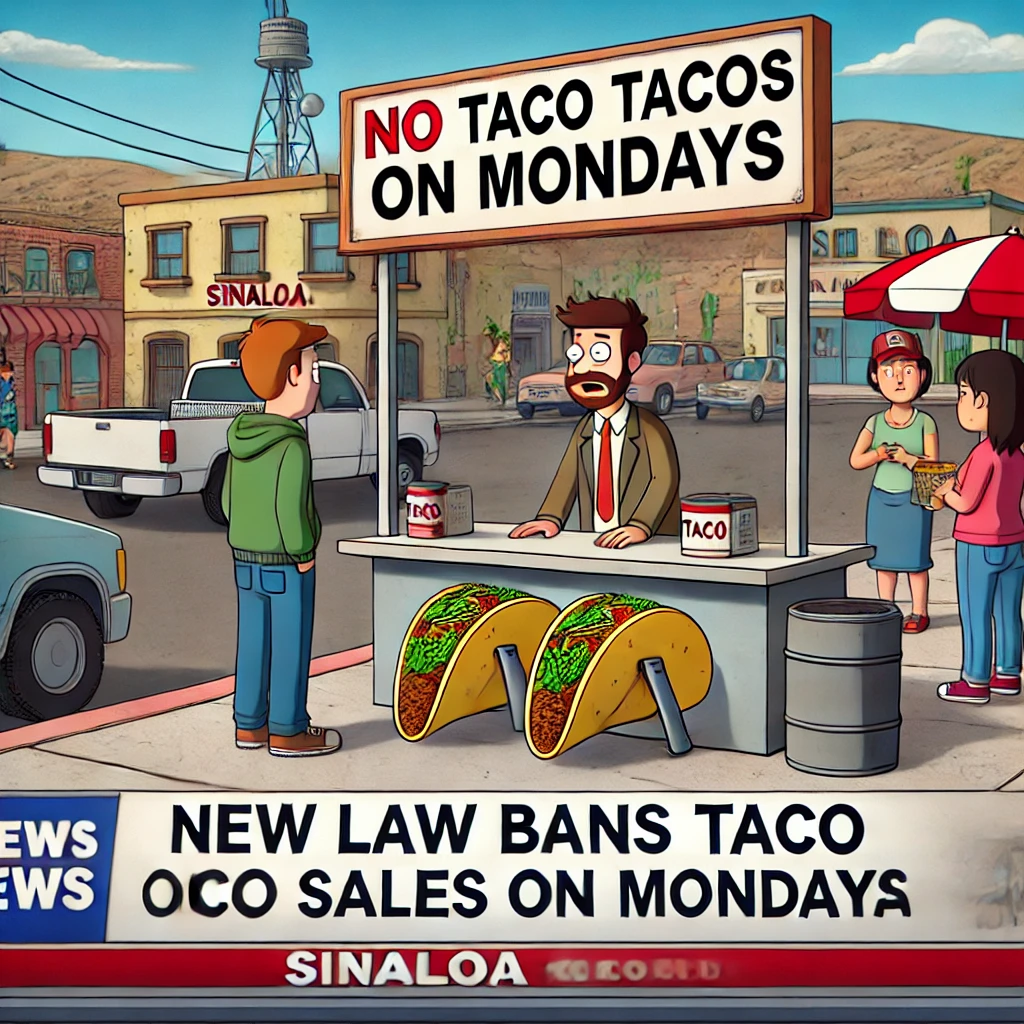 NO TACO TACOS
ON MONDAYS
SINALOA
TACO
TACO
EWS
EWS
NEW LAW BANS TACO
OCO SALES ON MONDAYS
SINALOA